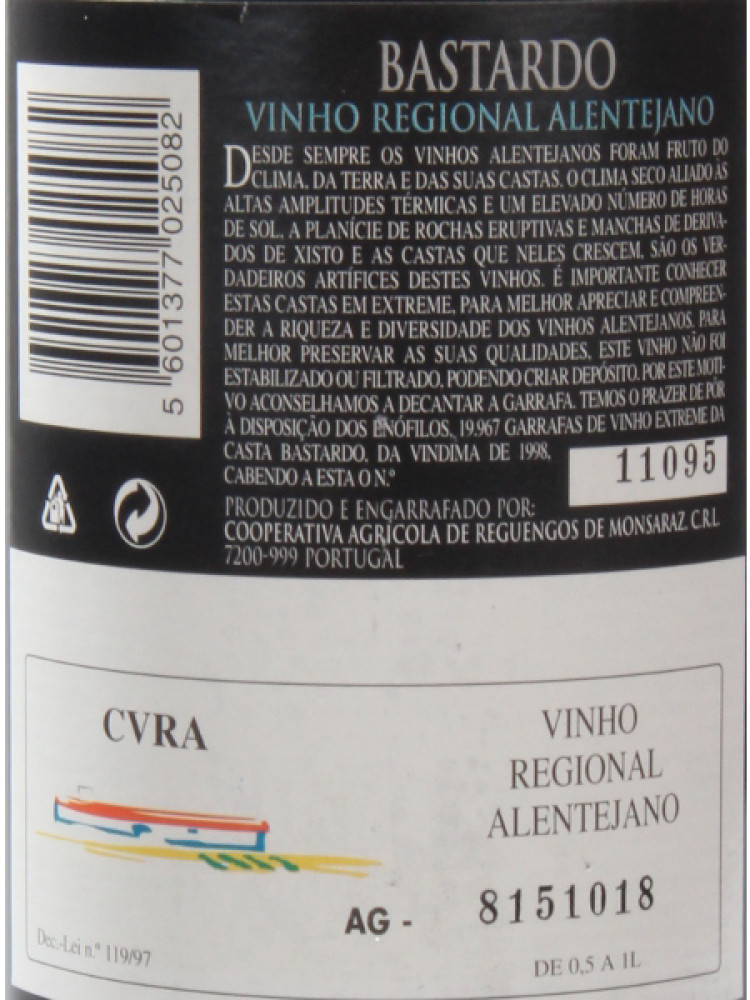 BASTARDO
VINHO REGIONAL ALENTEJANO
DESDE SEMPRE OS VINHOS ALENTEJANOS FORAM FRUTO DO
CLIMA, DA TERRA E DAS SUAS CASTAS. O CLIMA SECO ALIADO ÀS
ALTAS AMPLITUDES TÉRMICAS E UM ELEVADO NÚMERO DE HORAS
DE SOL, A PLANÍCIE DE ROCHAS ERUPTIVAS E MANCHAS DE DERIVA-
DOS DE XISTO E AS CASTAS QUE NELES CRESCEM, SÃO OS VER-
DADEIROS ARTÍFICES DESTES VINHOS. É IMPORTANTE CONHECER
ESTAS CASTAS EM EXTREME, PARA MELHOR APRECIAR E COMPREEN-
DER A RIQUEZA E DIVERSIDADE DOS VINHOS ALENTEJANOS. PARA
MELHOR PRESERVAR AS SUAS QUALIDADES, ESTE VINHO NÃO FOI
ESTABILIZADO OU FILTRADO, PODENDO CRIAR DEPÓSITO. POR ESTE MOTI-
VO ACONSELHAMOS A DECANTAR A GARRAFA. TEMOS O PRAZER DE PÔR
À DISPOSIÇÃO DOS ENÓFILOS, 19.967 GARRAFAS DE VINHO EXTREME DA
CASTA BASTARDO, DA VINDÍMA DE 1998,
CABENDO A ESTA O N.º
11095
PRODUZIDO E ENGARRAFADO POR:
COOPERATIVA AGRÍCOLA DE REGUENGOS DE MONSARAZ, C.R.L.
7200-999 PORTUGAL
5 601377 025082
CVRA
VINHO
REGIONAL
ALENTEJANO
AG - 8151018
Dec.-Lei n.º 119/97
DE 0,5 A 1L